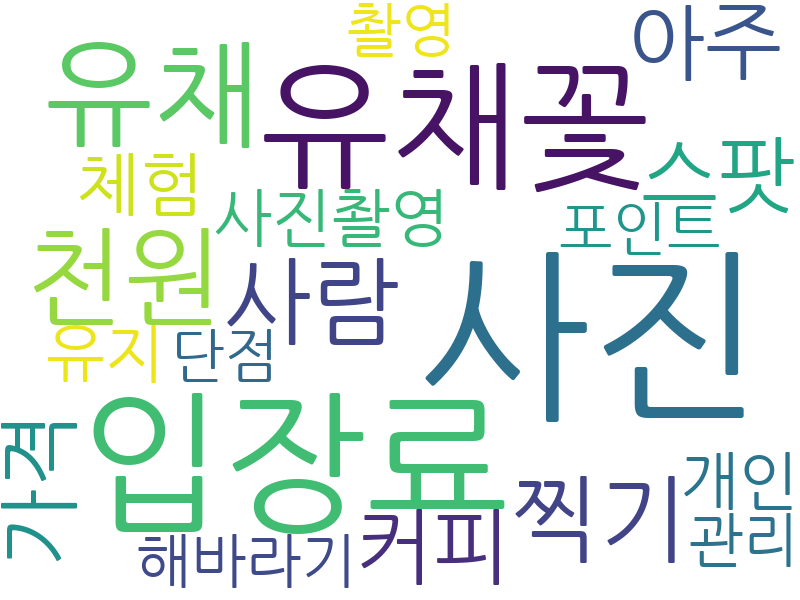 촬영
아주
유채
유채꽃
스팟
체험
사진촬영
포인트
천원
사람
사진
유지
단점
입장료
가격
찍기
개인
커피
관리
해바라기